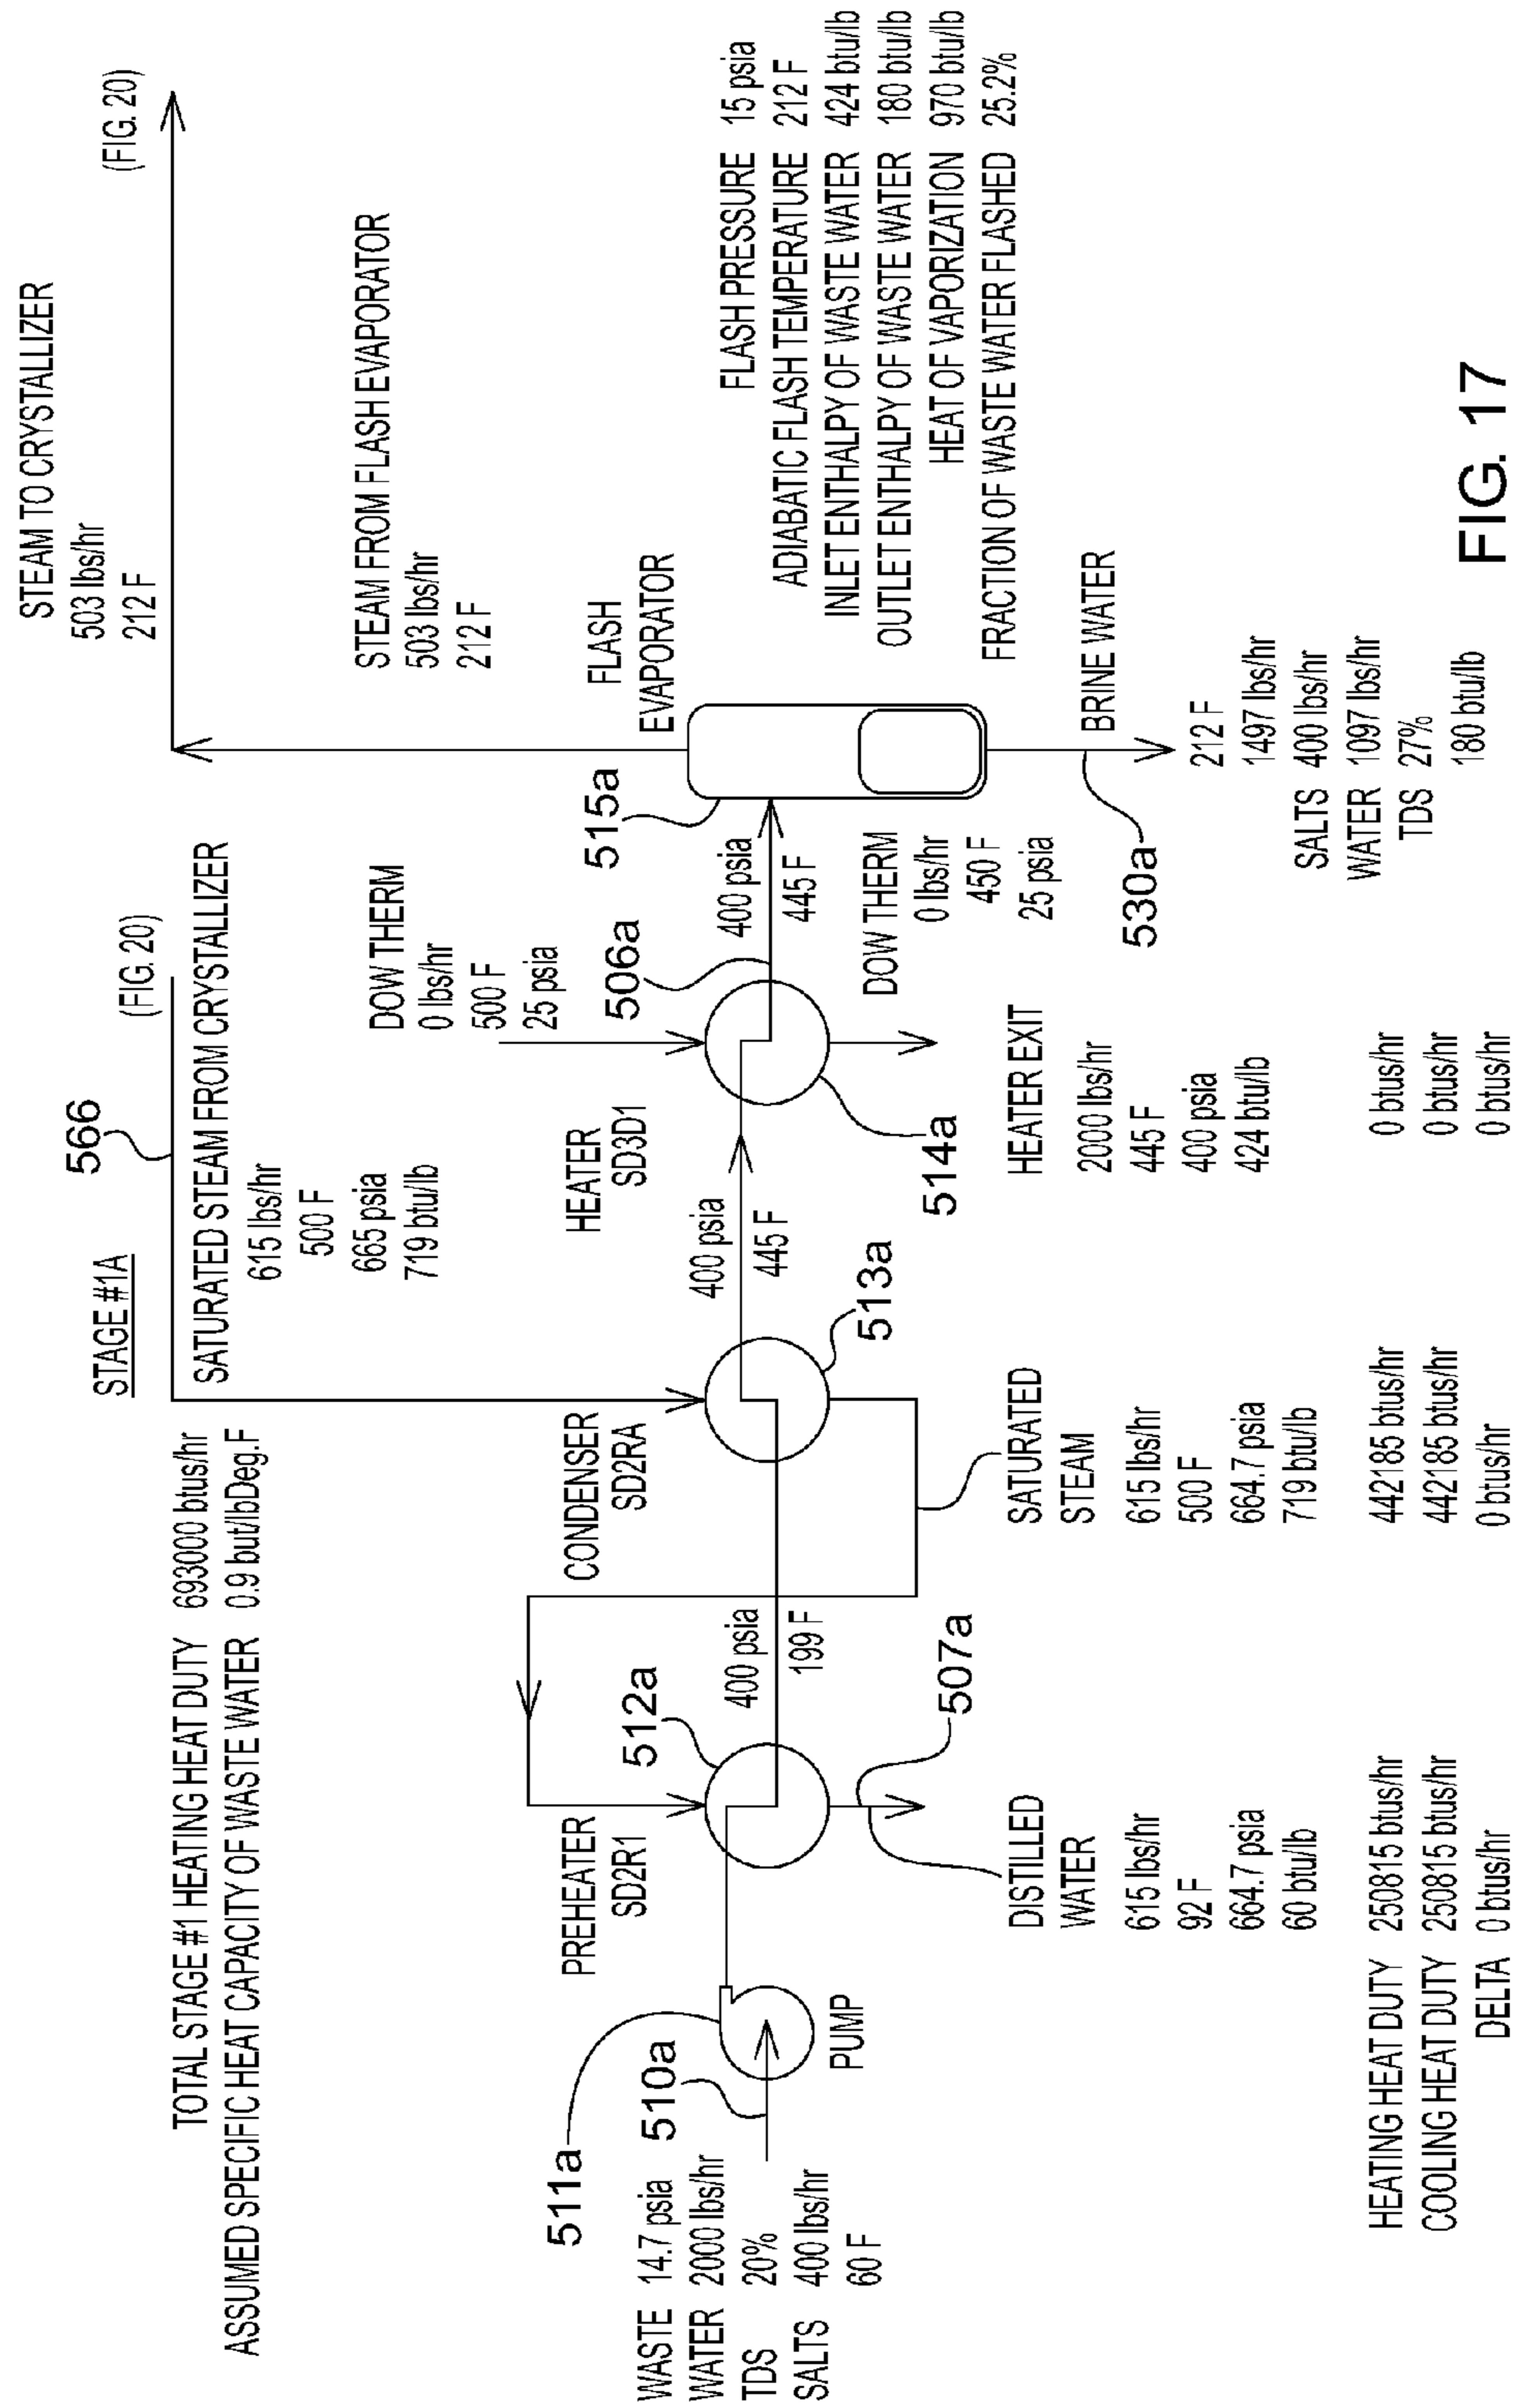 STAGE #1A
TOTAL STAGE #1 HEATING HEAT DUTY 693000 btus/hr
ASSUMED SPECIFIC HEAT CAPACITY OF WASTE WATER 0.9 but/lbDeg.F
566
(FIG. 20)
SATURATED STEAM FROM CRYSTALLIZER
615 lbs/hr
500 F
665 psia
719 btu/lb
STEAM TO CRYSTALLIZER
503 lbs/hr
212 F
(FIG. 20)
STEAM FROM FLASH EVAPORATOR
503 lbs/hr
212 F
511a
510a
WASTE 14.7 psia
WATER 2000 lbs/hr
TDS 20%
SALTS 400 lbs/hr
60 F
PUMP
PREHEATER
SD2R1
512a
400 psia
199 F
507a
CONDENSER
SD2RA
513a
400 psia
445 F
HEATER
SD3D1
DOW THERM
0 lbs/hr
500 F
25 psia
506a
514a
400 psia
445 F
515a
FLASH
EVAPORATOR
DOW THERM
0 lbs/hr
450 F
25 psia
530a
BRINE WATER
212 F
1497 lbs/hr
SALTS 400 lbs/hr
WATER 1097 lbs/hr
TDS 27%
180 btu/lb
FLASH PRESSURE 15 psia
ADIABATIC FLASH TEMPERATURE 212 F
INLET ENTHALPY OF WASTE WATER 424 btu/lb
OUTLET ENTHALPY OF WASTE WATER 180 btu/lb
HEAT OF VAPORIZATION 970 btu/lb
FRACTION OF WASTE WATER FLASHED 25.2%
DISTILLED
WATER
615 lbs/hr
92 F
664.7 psia
60 btu/lb
SATURATED
STEAM
615 lbs/hr
500 F
664.7 psia
719 btu/lb
HEATER EXIT
2000 lbs/hr
445 F
400 psia
424 btu/lb
HEATING HEAT DUTY 250815 btus/hr 442185 btus/hr 0 btus/hr
COOLING HEAT DUTY 250815 btus/hr 442185 btus/hr 0 btus/hr
DELTA 0 btus/hr 0 btus/hr 0 btus/hr
FIG. 17